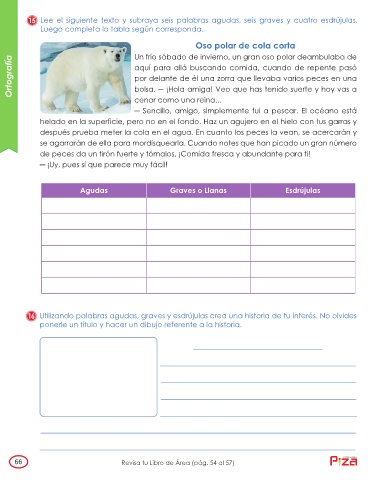 15 Lee el siguiente texto y subraya seis palabras agudas, seis graves y cuatro esdrújulas.
Luego completa la tabla según corresponda.
Ortografía
Oso polar de cola corta
Un frío sábado de invierno, un gran oso polar deambulaba de
aquí para allá buscando comida, cuando de repente pasó
por delante de él una zorra que llevaba varios peces en una
bolsa. — ¡Hola amiga! Veo que has tenido suerte y hoy vas a
cenar como una reina...
— Sencillo, amigo, simplemente fui a pescar. El océano está
helado en la superficie, pero no en el fondo. Haz un agujero en el hielo con tus garras y
después prueba meter la cola en el agua. En cuanto los peces la vean, se acercarán y
se agarrarán de ella para mordisquearla. Cuando notes que han picado un gran número
de peces da un tirón fuerte y tómalos. ¡Comida fresca y abundante para ti!
— ¡Uy, pues sí que parece muy fácil!
Agudas Graves o Llanas Esdrújulas
16 Utilizando palabras agudas, graves y esdrújulas crea una historia de tu interés. No olvides
ponerle un título y hacer un dibujo referente a la historia.
66 Revisa tu Libro de Área (pág. 54 al 57)